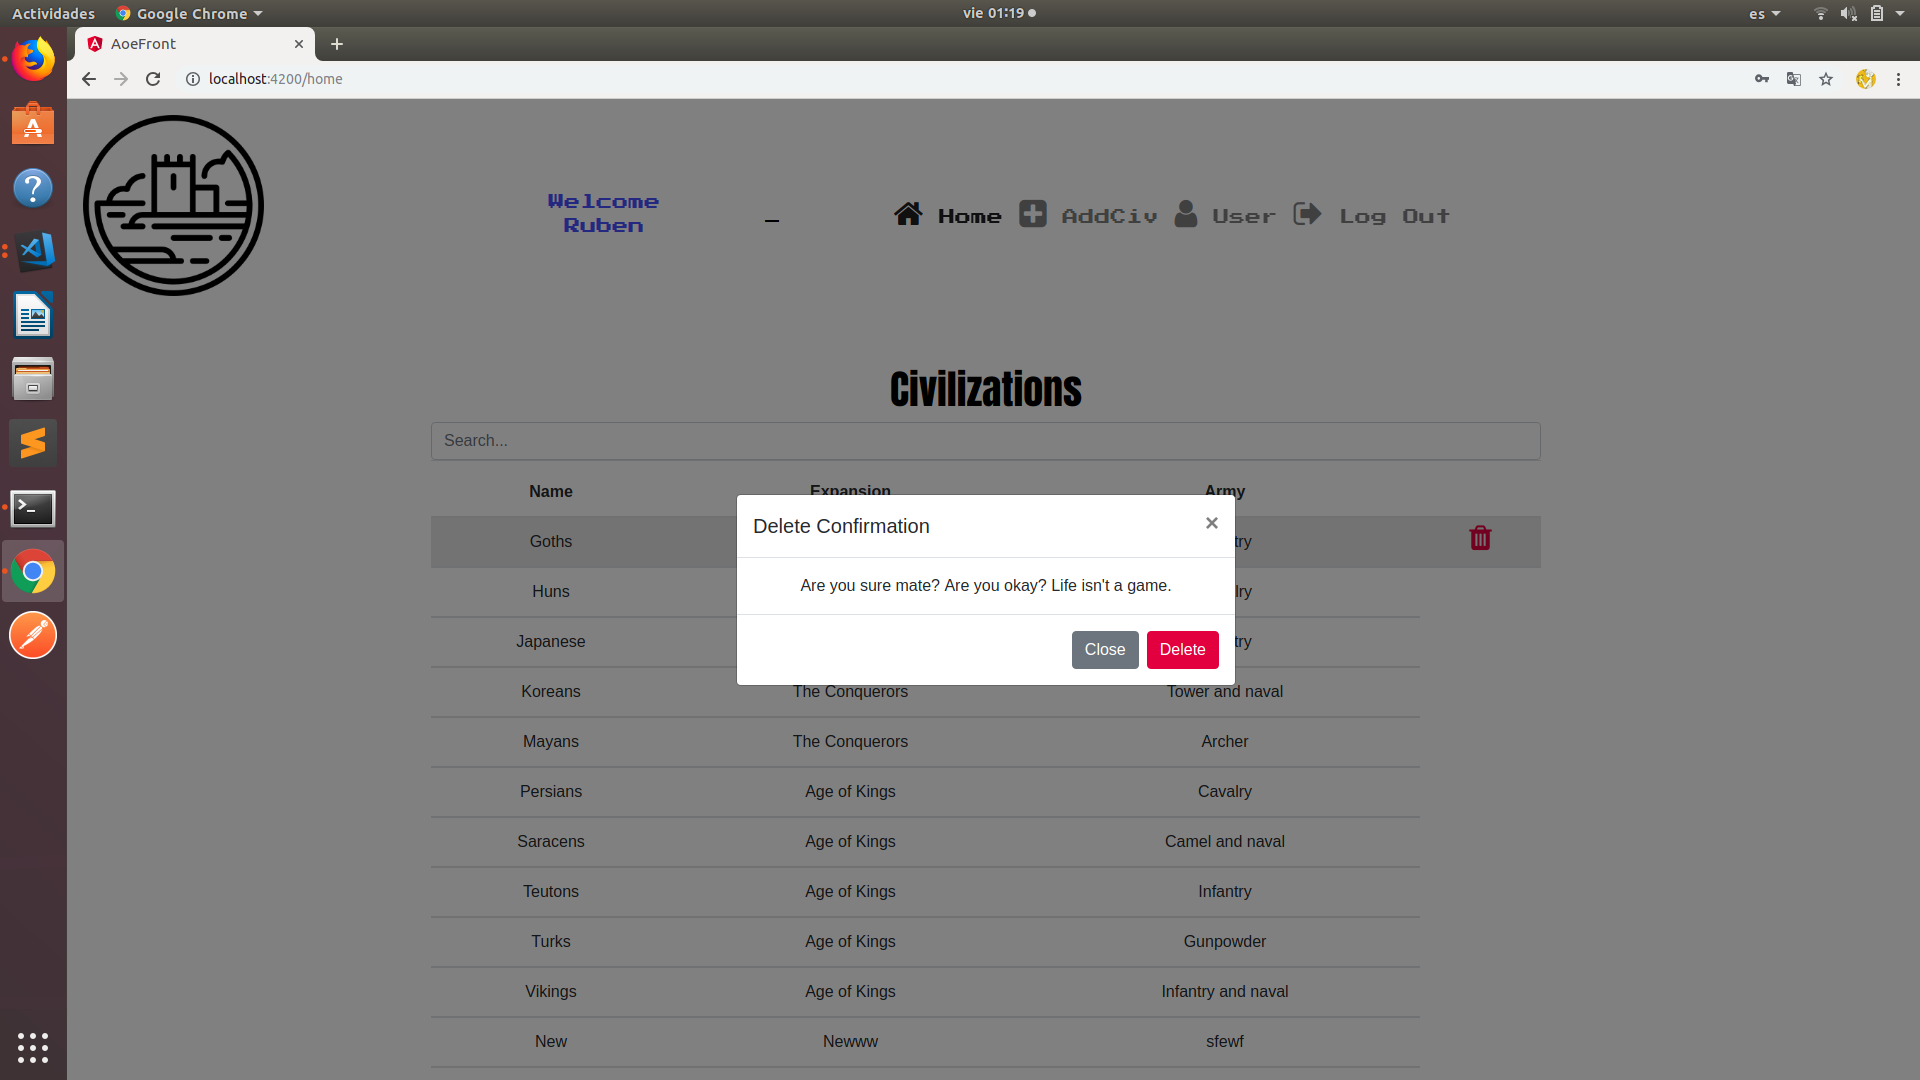 Actividades Google Chrome vie 01:19 es
AoeFront
localhost:4200/home
Welcome
Ruben
Home AddCiv User Log Out
Civilizations
Search...
Name Expansion Army
Delete Confirmation ×
Goths try
Are you sure mate? Are you okay? Life isn't a game.
Huns lry
Japanese try
Close Delete
Koreans The Conquerors Tower and naval
Mayans The Conquerors Archer
Persians Age of Kings Cavalry
Saracens Age of Kings Camel and naval
Teutons Age of Kings Infantry
Turks Age of Kings Gunpowder
Vikings Age of Kings Infantry and naval
New Newww sfewf